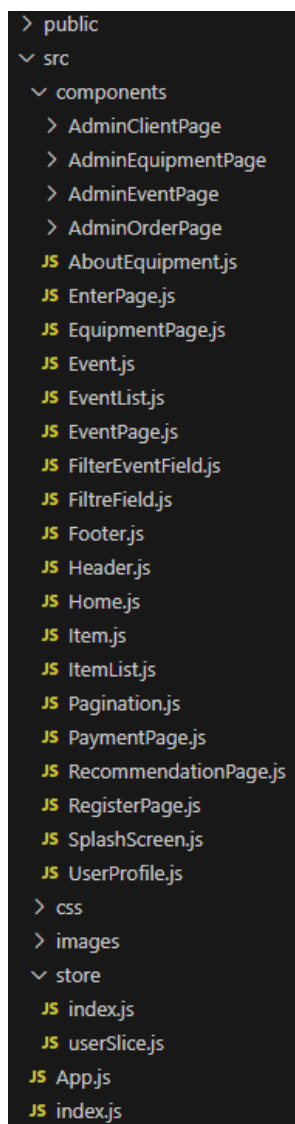 public
src
components
AdminClientPage
AdminEquipmentPage
AdminEventPage
AdminOrderPage
JS AboutEquipment.js
JS EnterPage.js
JS EquipmentPage.js
JS Event.js
JS EventList.js
JS EventPage.js
JS FilterEventField.js
JS FiltreField.js
JS Footer.js
JS Header.js
JS Home.js
JS Item.js
JS ItemList.js
JS Pagination.js
JS PaymentPage.js
JS RecommendationPage.js
JS RegisterPage.js
JS SplashScreen.js
JS UserProfile.js
css
images
store
JS index.js
JS userSlice.js
JS App.js
JS index.js